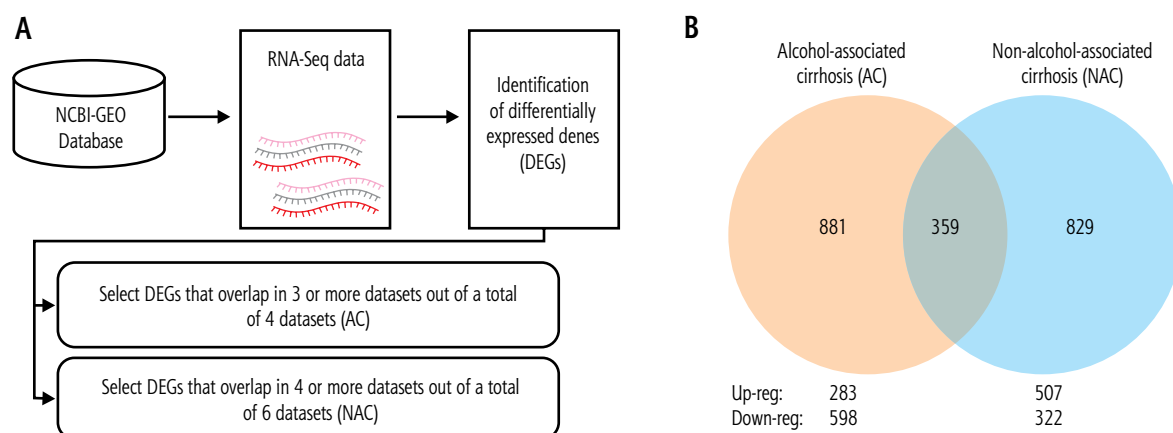 A
NCBI-GEO
Database
RNA-Seq data
Identification
of differentially
expressed denes
(DEGs)
Select DEGs that overlap in 3 or more datasets out of a total
of 4 datasets (AC)
Select DEGs that overlap in 4 or more datasets out of a total
of 6 datasets (NAC)
B
Alcohol-associated
cirrhosis (AC)
Non-alcohol-associated
cirrhosis (NAC)
881
359
829
Up-reg: 283 507
Down-reg: 598 322